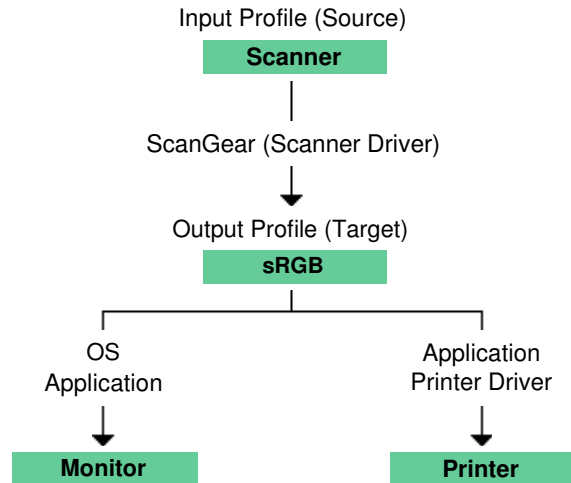 Input Profile (Source)
Scanner
ScanGear (Scanner Driver)
Output Profile (Target)
sRGB
OS
Application
Application
Printer Driver
Monitor
Printer